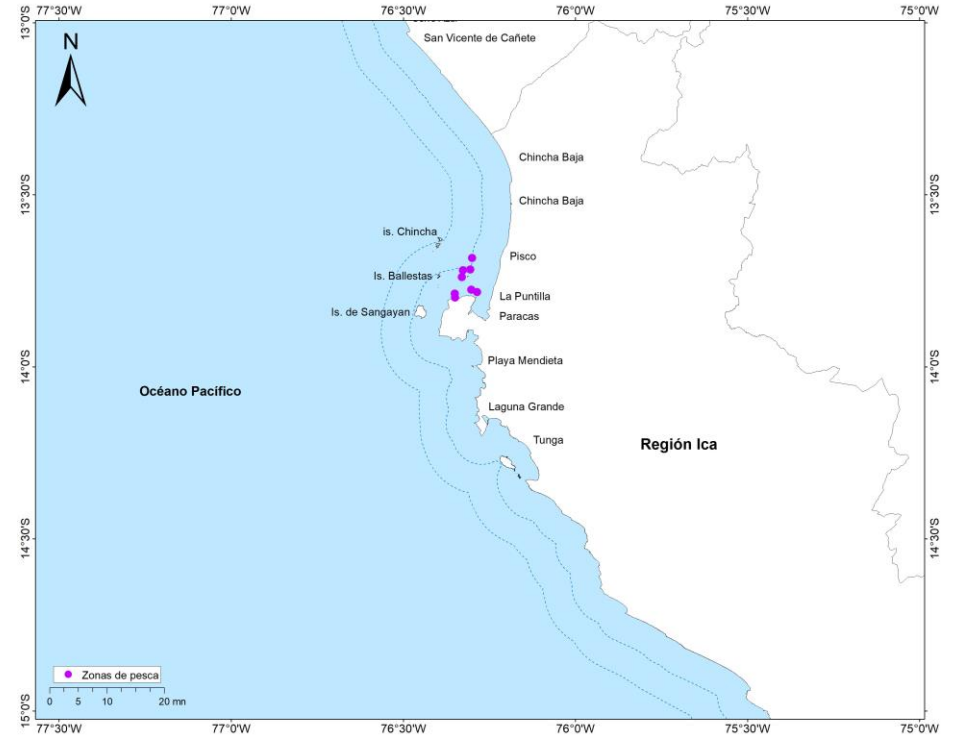 77°30'W
77°0'W
76°30'W
76°0'W
75°30'W
75°0'W
13°0'S
13°0'S
N
San Vicente de Cañete
Chincha Baja
13°30'S
13°30'S
Chincha Baja
is. Chincha
Pisco
Is. Ballestas
La Puntilla
Is. de Sangayan
Paracas
Playa Mendieta
14°0'S
14°0'S
Océano Pacífico
Laguna Grande
Tunga
Región Ica
14°30'S
14°30'S
Zonas de pesca
0 5 10 20 mn
15°0'S
15°0'S
77°30'W
77°0'W
76°30'W
76°0'W
75°30'W
75°0'W